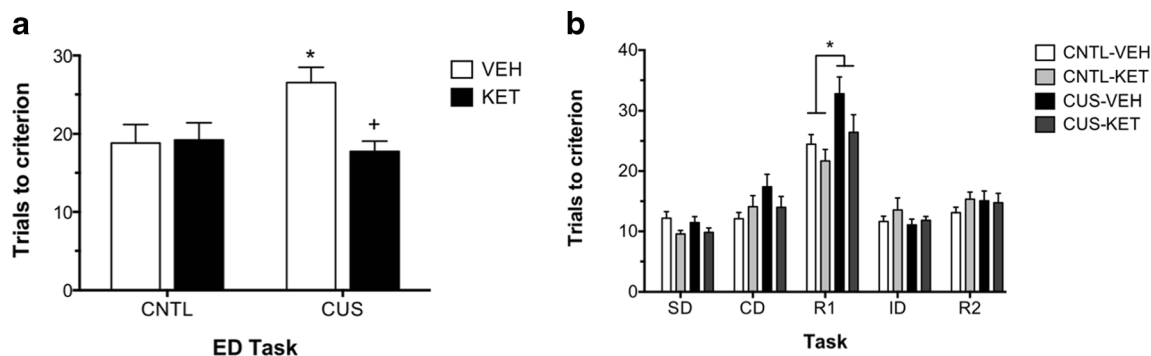 a
Trials to criterion
30
20
10
0
*
+
CNTL
CUS
ED Task
VEH
KET
b
Trials to criterion
40
30
20
10
0
*
SD
CD
R1
ID
R2
Task
CNTL-VEH
CNTL-KET
CUS-VEH
CUS-KET